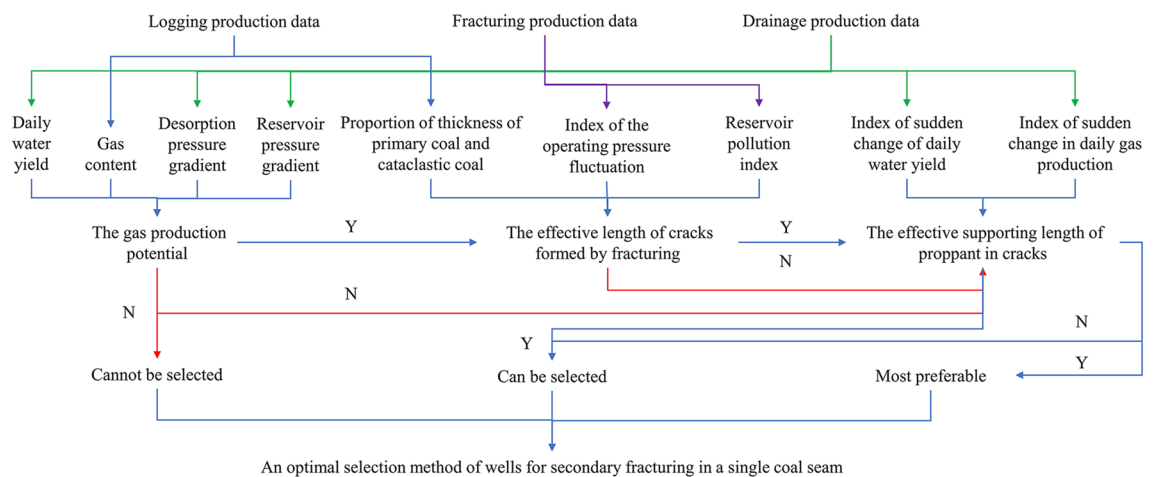 Logging production data
Fracturing production data
Drainage production data
Daily
water
yield
Gas
content
Desorption
pressure
gradient
Reservoir
pressure
gradient
Proportion of thickness of
primary coal and
cataclastic coal
Index of the
operating pressure
fluctuation
Reservoir
pollution
index
Index of sudden
change of daily
water yield
Index of sudden
change in daily gas
production
The gas production
potential
Y
The effective length of cracks
formed by fracturing
Y
N
The effective supporting length of
proppant in cracks
N
N
N
Y
Y
Cannot be selected
Can be selected
Most preferable
An optimal selection method of wells for secondary fracturing in a single coal seam